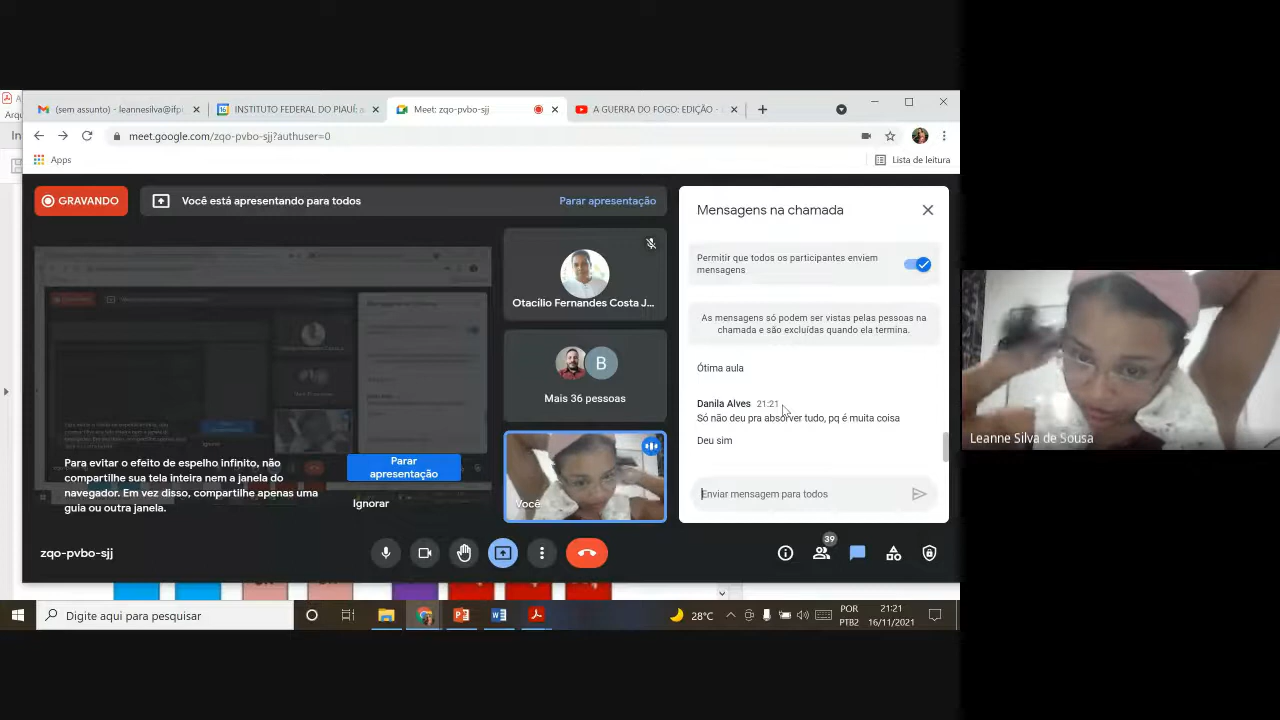 (sem assunto) - leannesilva@ifp
INSTITUTO FEDERAL DO PIAUÍ:
Meet: zqo-pvbo-sjj
A GUERRA DO FOGO: EDIÇÃO -
meet.google.com/zqo-pvbo-sjj?authuser=0
Apps
Lista de leitura
GRAVANDO
Você está apresentando para todos
Parar apresentação
Mensagens na chamada
Permitir que todos os participantes enviem
mensagens
As mensagens só podem ser vistas pelas pessoas na
chamada e são excluídas quando ela termina.
Otacílio Fernandes Costa J...
B
Mais 36 pessoas
Ótima aula
Danila Alves 21:21
Só não deu pra absorver tudo, pq é muita coisa
Deu sim
Enviar mensagem para todos
Para evitar o efeito de espelho infinito, não
compartilhe sua tela inteira nem a janela do
navegador. Em vez disso, compartilhe apenas uma
guia ou outra janela.
Parar
apresentação
Ignorar
Você
Leanne Silva de Sousa
zqo-pvbo-sjj
39
Digite aqui para pesquisar
28°C
POR
PTB2
21:21
16/11/2021